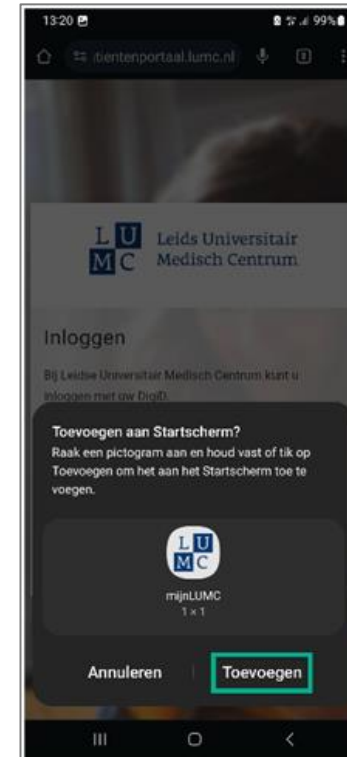 13:20
99%
tientenportaal.lumc.nl
L U
M C
Leids Universitair
Medisch Centrum
Inloggen
Bij Leidse Universitair Medisch Centrum kunt u
inloggen met uw DigiD.
Toevoegen aan Startscherm?
Raak een pictogram aan en houd vast of tik op
Toevoegen om het aan het Startscherm toe te
voegen.
L U
M C
mijnLUMC
1 × 1
Annuleren
Toevoegen